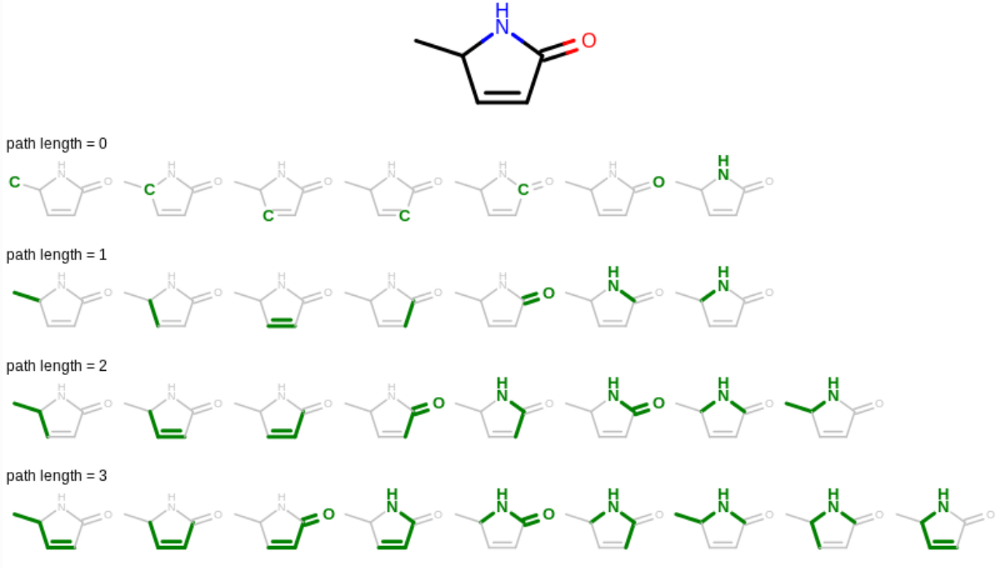 H
N
O
path length = 0
H H H H H H H
N N N N N N N
C O C O O O C O O O
C C
path length = 1
H H H H H H H
N N N N N N N
O O O O O O O
path length = 2
H H H H H H H H
N N N N N N N N
O O O O O O O O
path length = 3
H H H H H H H H H
N N N N N N N N N
O O O O O O O O O